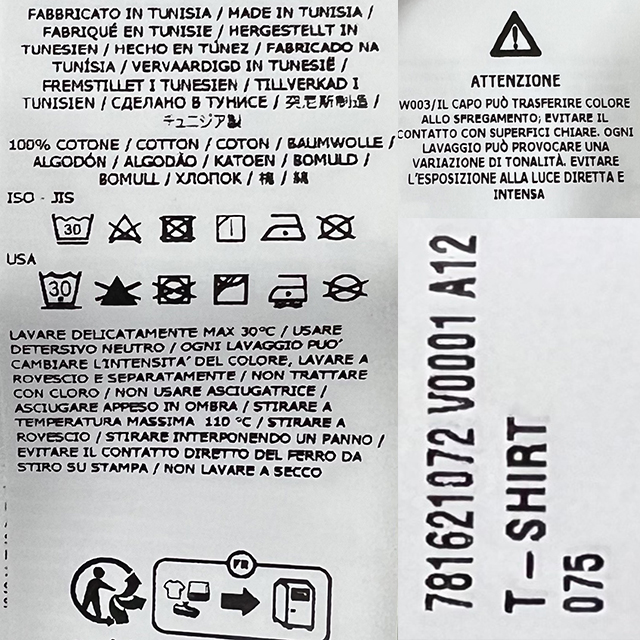 FABBRICATO IN TUNISIA / MADE IN TUNISIA /
FABRIQUÉ EN TUNISIE / HERGESTELLT IN
TUNESIEN / HECHO EN TÚNEZ / FABRICADO NA
TUNÍSIA / VERVAARDIGD IN TUNESIË /
FREMSTILLET I TUNESIEN / TILLVERKAD I
TUNISIEN / СДЕЛАНО В ТУНИСЕ / 突尼斯制造 /
チュニジア製
100% COTONE / COTTON / COTON / BAUMWOLLE /
ALGODÓN / ALGODÃO / KATOEN / BOMULD /
BOMULL / ХЛОПОК / 棉 / 綿
ISO - JIS
30
USA
30
LAVARE DELICATAMENTE MAX 30°C / USARE
DETERSIVO NEUTRO / OGNI LAVAGGIO PUO'
CAMBIARE L'INTENSITA' DEL COLORE, LAVARE A
ROVESCIO E SEPARATAMENTE / NON TRATTARE
CON CLORO / NON USARE ASCIUGATRICE /
ASCIUGARE APPESO IN OMBRA / STIRARE A
TEMPERATURA MASSIMA 110 °C / STIRARE A
ROVESCIO / STIRARE INTERPONENDO UN PANNO /
EVITARE IL CONTATTO DIRETTO DEL FERRO DA
STIRO SU STAMPA / NON LAVARE A SECCO
FR
ATTENZIONE
W003/IL CAPO PUÒ TRASFERIRE COLORE
ALLO SFREGAMENTO; EVITARE IL
CONTATTO CON SUPERFICI CHIARE. OGNI
LAVAGGIO PUÒ PROVOCARE UNA
VARIAZIONE DI TONALITÀ. EVITARE
L'ESPOSIZIONE ALLA LUCE DIRETTA E
INTENSA
781621072 V0001 A12
T-SHIRT
075